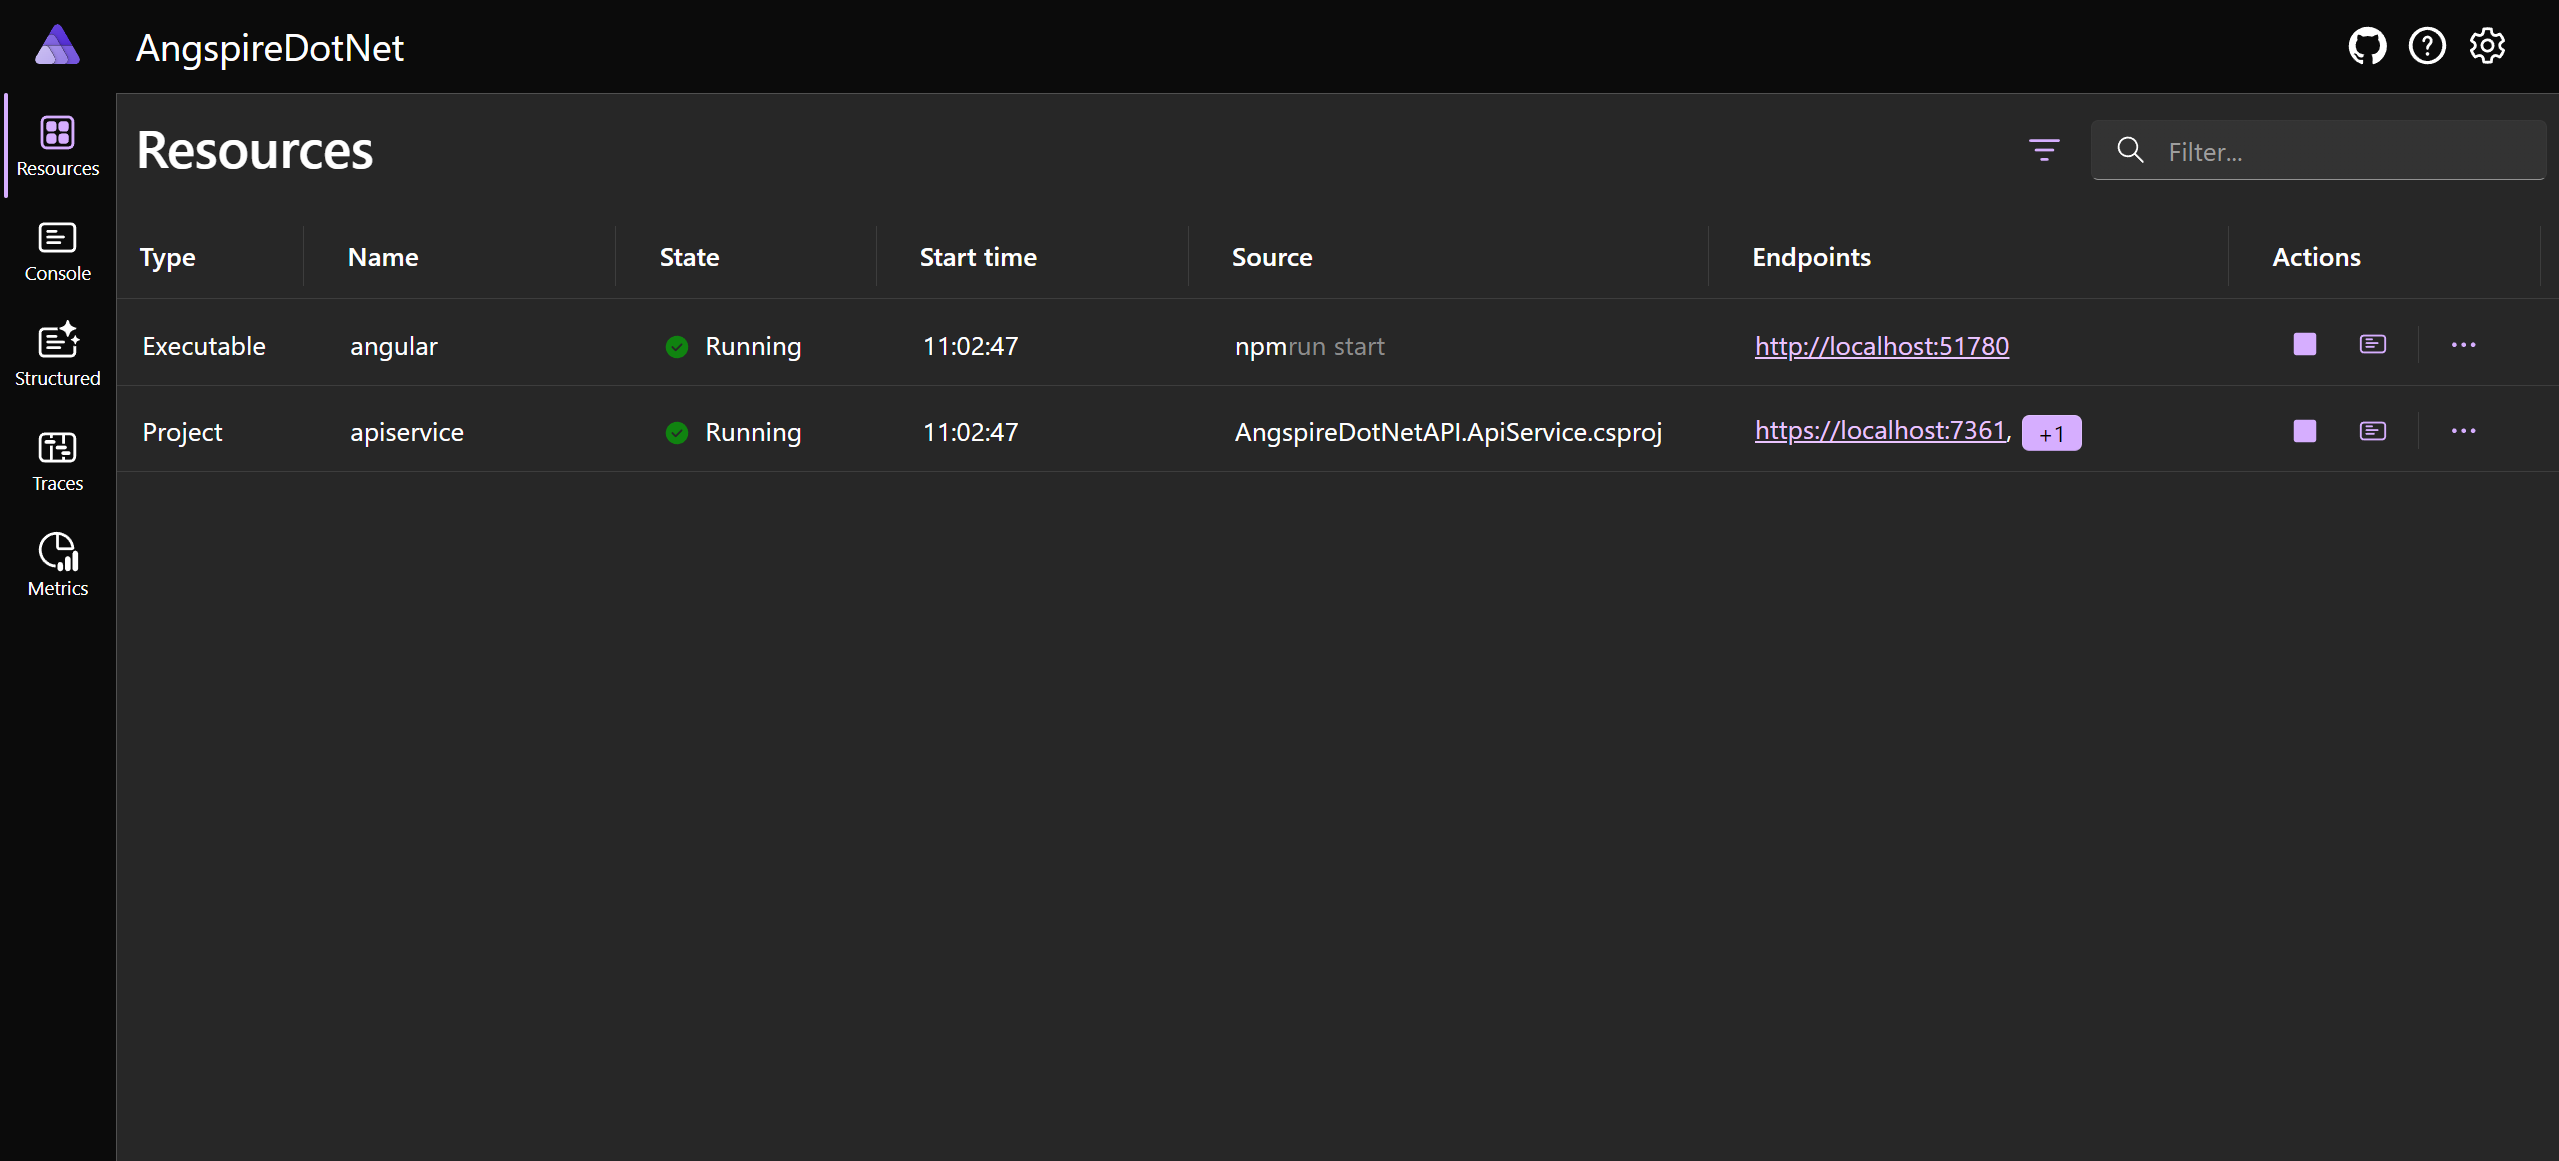 AngspireDotNet
Resources
Console
Structured
Traces
Metrics
Resources
Filter...
Type Name State Start time Source Endpoints Actions
Executable angular Running 11:02:47 npm run start http://localhost:51780
Project apiservice Running 11:02:47 AngspireDotNetAPI.ApiService.csproj https://localhost:7361, +1